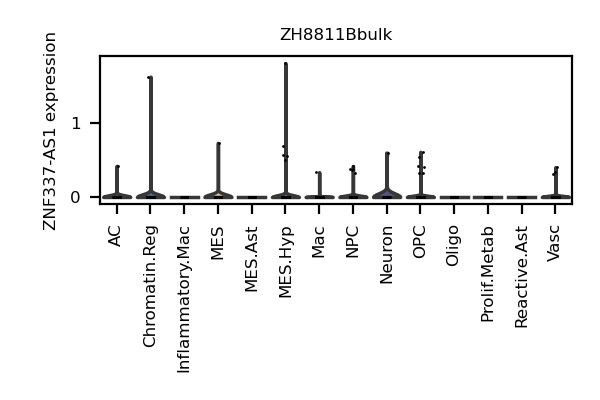 ZH8811Bbulk
ZNF337-AS1 expression
1
0
AC
Chromatin.Reg
Inflammatory.Mac
MES
MES.Ast
MES.Hyp
Mac
NPC
Neuron
OPC
Oligo
Prolif.Metab
Reactive.Ast
Vasc